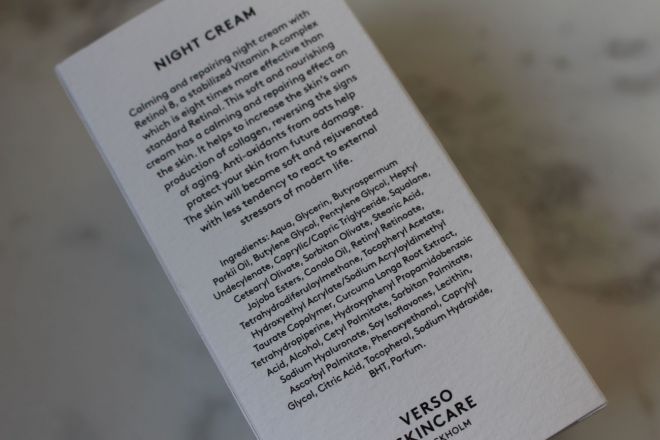 NIGHT CREAM
Calming and repairing night cream with
Retinol 8, a stabilized Vitamin A complex
which is eight times more effective than
standard Retinol. This soft and nourishing
cream has a calming and repairing effect on
the skin. It helps to increase the skin's own
production of collagen, reversing the signs
of aging. Anti-oxidants from oats help
protect your skin from future damage.
The skin will become soft and rejuvenated
with less tendency to react to external
stressors of modern life.
Ingredients: Aqua, Glycerin, Butyrospermum
Parkii Oil, Butylene Glycol, Pentylene Glycol, Heptyl
Undecylenate, Caprylic/Capric Triglyceride, Squalane,
Cetearyl Olivate, Sorbitan Olivate, Stearic Acid,
Jojoba Esters, Canola Oil, Retinyl Retinoate,
Tetrahydrodiferuloylmethane, Tocopheryl Acetate,
Hydroxyethyl Acrylate/Sodium Acryloyldimethyl
Taurate Copolymer, Curcuma Longa Root Extract,
Tetrahydropiperine, Hydroxyphenyl Propamidobenzoic
Acid, Alcohol, Cetyl Palmitate, Sorbitan Palmitate,
Sodium Hyaluronate, Soy Isoflavones, Lecithin,
Ascorbyl Palmitate, Phenoxyethanol, Caprylyl
Glycol, Citric Acid, Tocopherol, Sodium Hydroxide,
BHT, Parfum.
VERSO
SKINCARE
CKHOLM